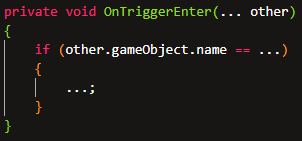 private void OnTriggerEnter(... other)
{
    if (other.gameObject.name == ...)
    {
        ...;
    }
}